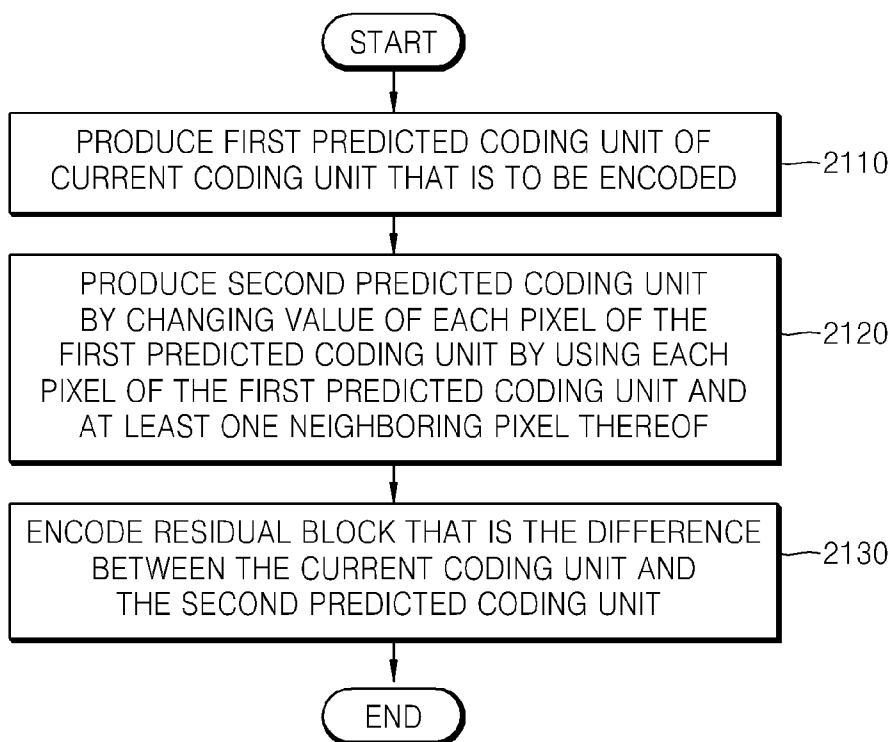 START
PRODUCE FIRST PREDICTED CODING UNIT OF
CURRENT CODING UNIT THAT IS TO BE ENCODED
2110
PRODUCE SECOND PREDICTED CODING UNIT
BY CHANGING VALUE OF EACH PIXEL OF THE
FIRST PREDICTED CODING UNIT BY USING EACH
PIXEL OF THE FIRST PREDICTED CODING UNIT AND
AT LEAST ONE NEIGHBORING PIXEL THEREOF
2120
ENCODE RESIDUAL BLOCK THAT IS THE DIFFERENCE
BETWEEN THE CURRENT CODING UNIT AND
THE SECOND PREDICTED CODING UNIT
2130
END